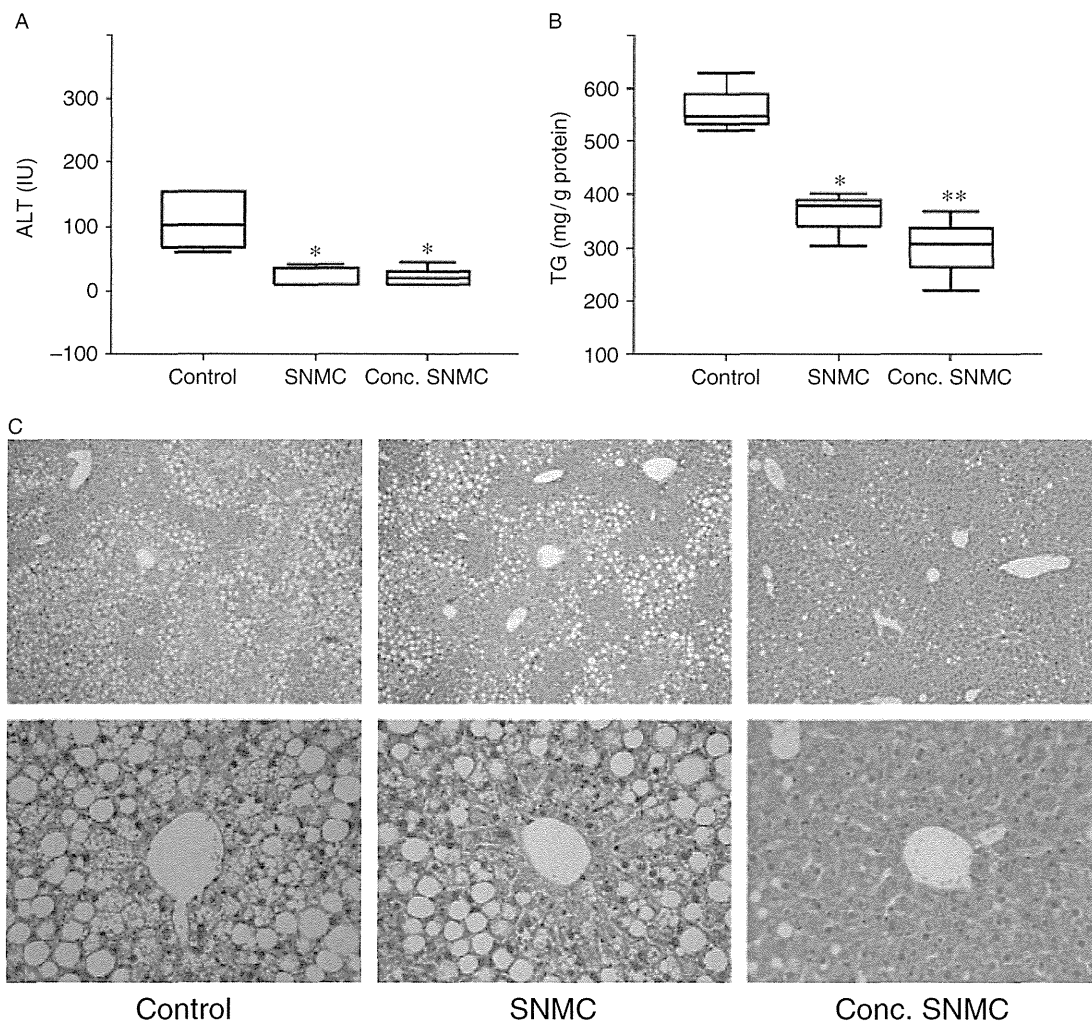 A
ALT (IU)
300
200
100
0
–100
*
*
Control
SNMC
Conc. SNMC
B
TG (mg/g protein)
600
500
400
300
200
100
*
**
Control
SNMC
Conc. SNMC
C
Control
SNMC
Conc. SNMC